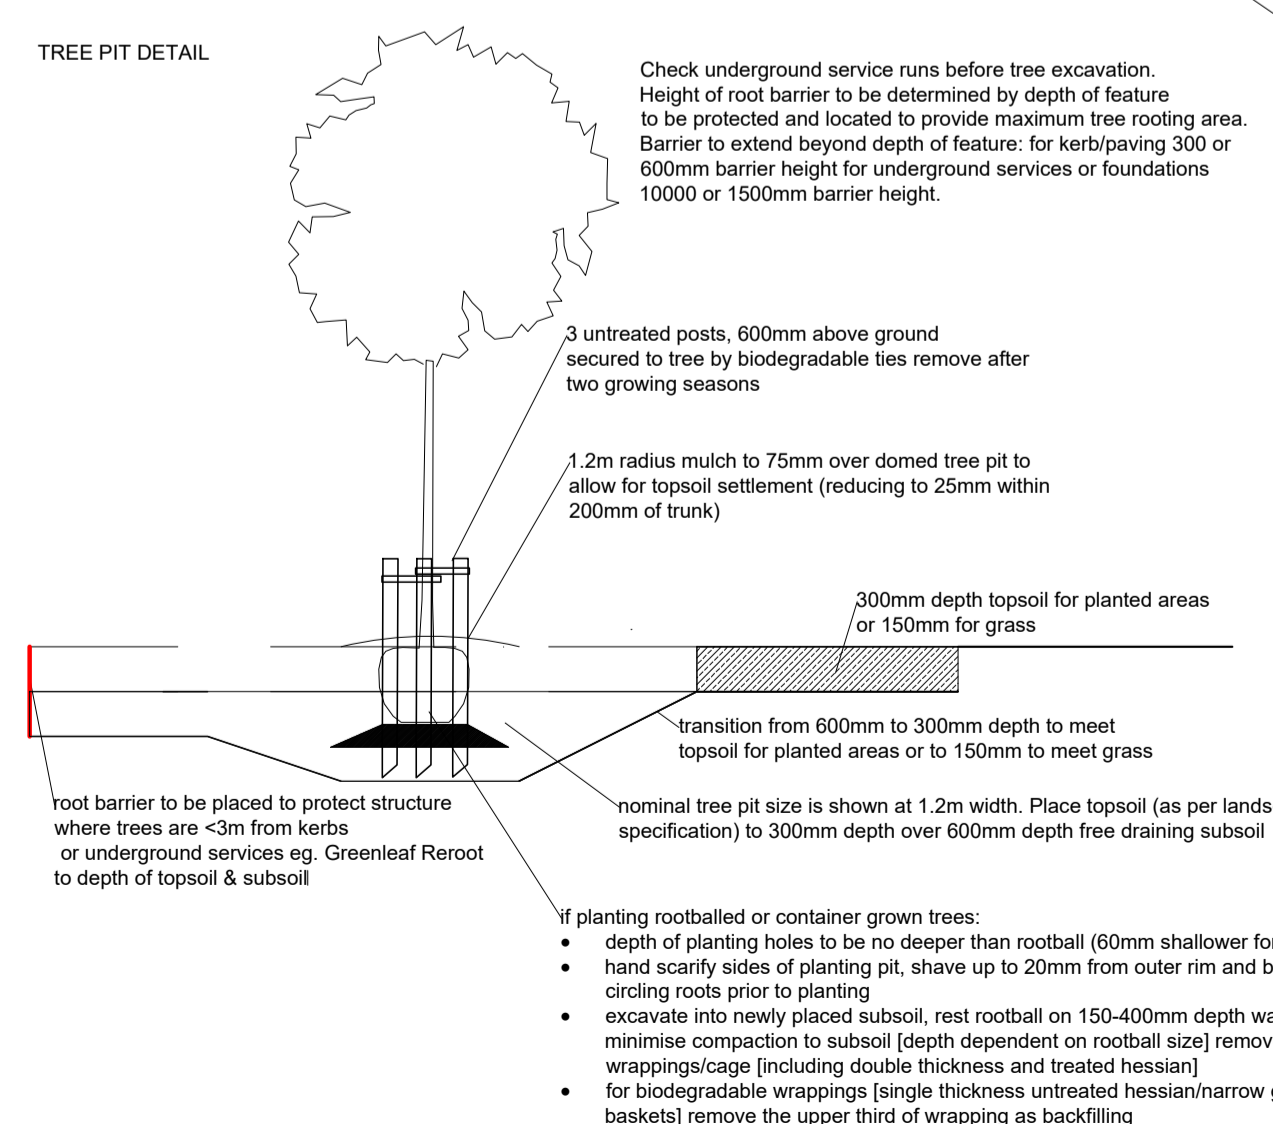 TREE PIT DETAIL
Check underground service runs before tree excavation.
Height of root barrier to be determined by depth of feature
to be protected and located to provide maximum tree rooting area.
Barrier to extend beyond depth of feature: for kerb/paving 300 or
600mm barrier height for underground services or foundations
10000 or 1500mm barrier height.
3 untreated posts, 600mm above ground
secured to tree by biodegradable ties remove after
two growing seasons
1.2m radius mulch to 75mm over domed tree pit to
allow for topsoil settlement (reducing to 25mm within
200mm of trunk)
300mm depth topsoil for planted areas
or 150mm for grass
transition from 600mm to 300mm depth to meet
topsoil for planted areas or to 150mm to meet grass
nominal tree pit size is shown at 1.2m width. Place topsoil (as per lands
specification) to 300mm depth over 600mm depth free draining subsoil
root barrier to be placed to protect structure
where trees are <3m from kerbs
or underground services eg. Greenleaf Reroot
to depth of topsoil & subsoil
if planting rootballed or container grown trees:
• depth of planting holes to be no deeper than rootball (60mm shallower for
• hand scarify sides of planting pit, shave up to 20mm from outer rim and b
circling roots prior to planting
• excavate into newly placed subsoil, rest rootball on 150-400mm depth wa
minimise compaction to subsoil [depth dependent on rootball size] remov
wrappings/cage [including double thickness and treated hessian]
• for biodegradable wrappings [single thickness untreated hessian/narrow g
baskets] remove the upper third of wrapping as backfilling